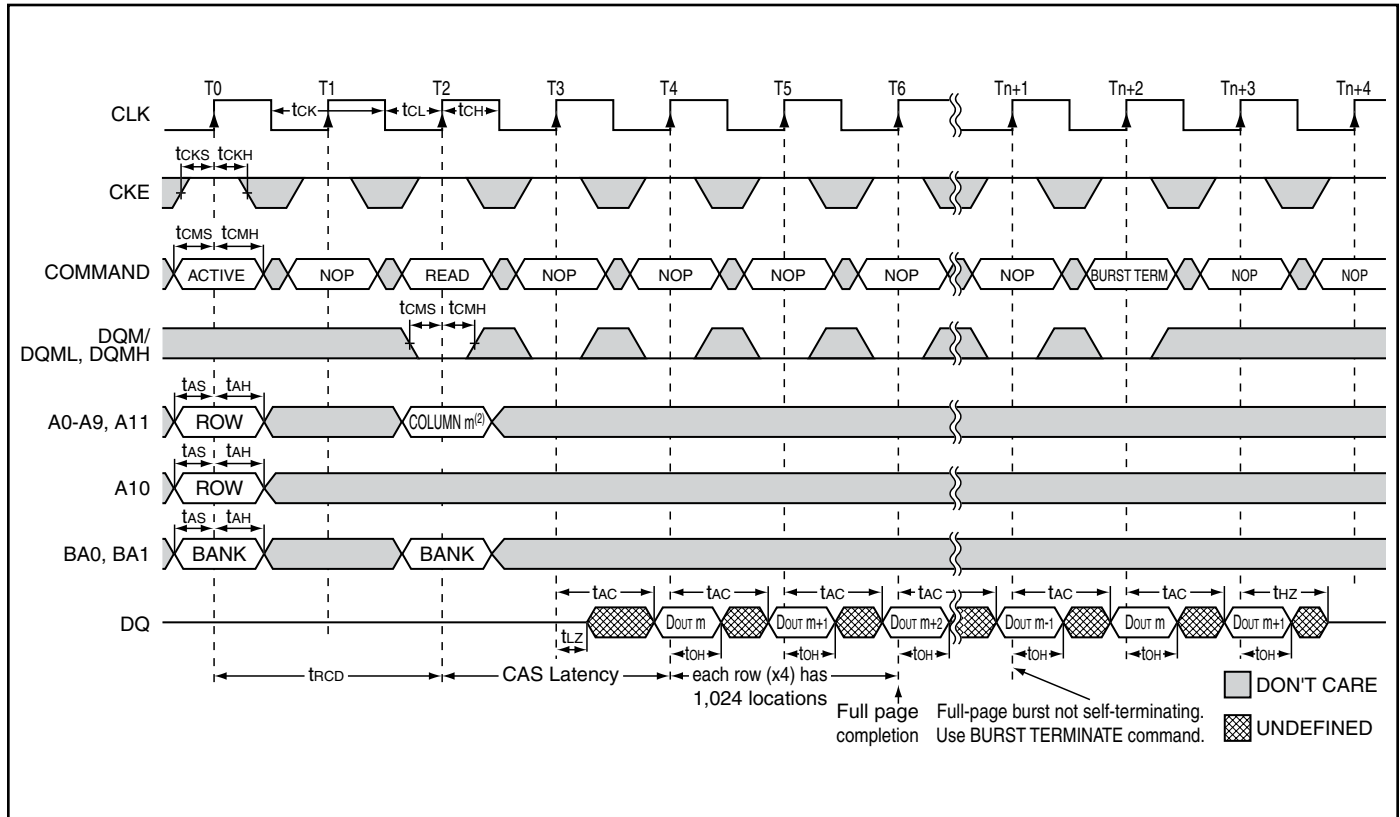 T0 T1 T2 T3 T4 T5 T6 Tn+1 Tn+2 Tn+3 Tn+4
CLK tCK tCL tCH
tCKS tCKH
CKE
tCMS tCMH
COMMAND ACTIVE NOP READ NOP NOP NOP NOP NOP BURST TERM NOP NOP
tCMS tCMH
DQM/
DQML, DQMH
tAS tAH
A0-A9, A11 ROW COLUMN m(2)
tAS tAH
A10 ROW
tAS tAH
BA0, BA1 BANK BANK
tAC tAC tAC tAC tAC tAC tHZ
DQ DOUT m DOUT m+1 DOUT m+2 DOUT m-1 DOUT m DOUT m+1
tLZ tOH tOH tOH tOH tOH tOH
tRCD CAS Latency each row (x4) has
1,024 locations
Full page
completion
Full-page burst not self-terminating.
Use BURST TERMINATE command.
DON'T CARE
UNDEFINED